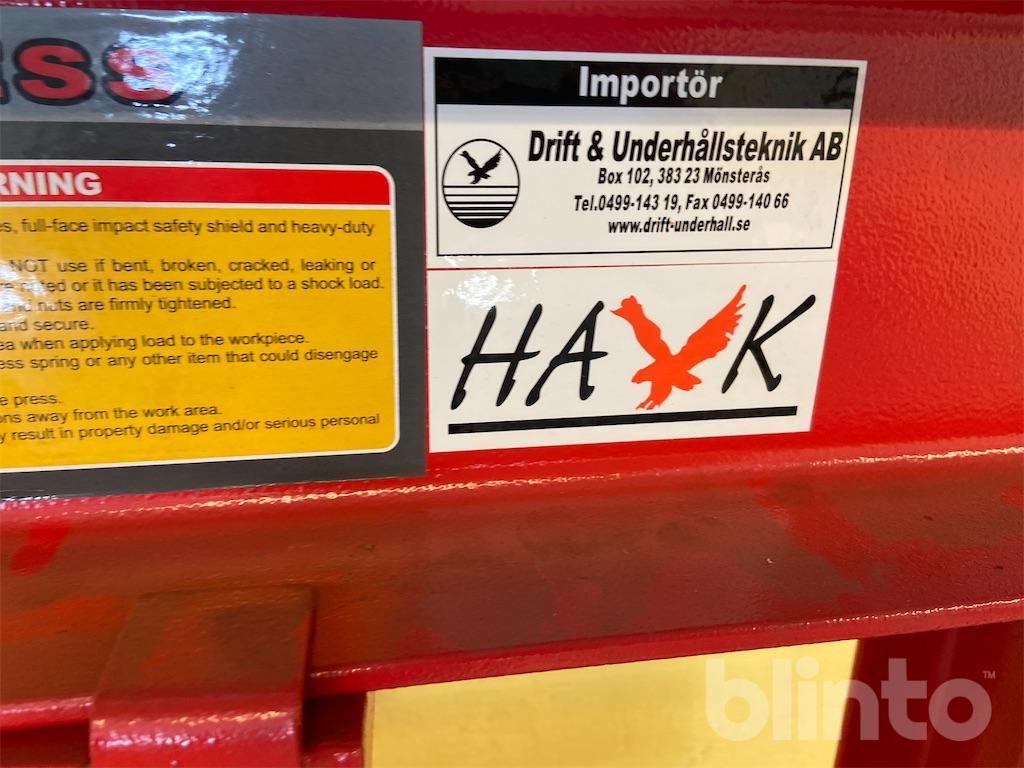 ESS
RNING
es, full-face impact safety shield and heavy-duty
NOT use if bent, broken, cracked, leaking or
or it has been subjected to a shock load.
nuts are firmly tightened.
and secure.
ea when applying load to the workpiece.
ess spring or any other item that could disengage
e press.
ons away from the work area.
y result in property damage and/or serious personal
Importör
Drift & Underhållsteknik AB
Box 102, 383 23 Mönsterås
Tel.0499-143 19, Fax 0499-140 66
www.drift-underhall.se
HAWK
blinto™